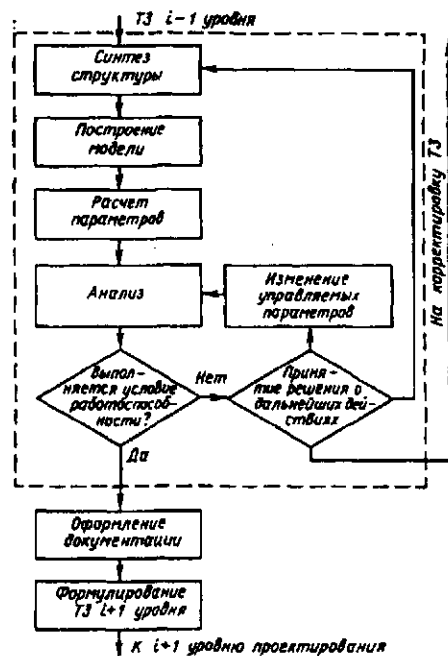 ТЗ i−1 уровня
Синтез
структуры
Построение
модели
Расчет
параметров
Анализ
Изменение
управляемых
параметров
Выпол-
няется условие
работоспособ-
ности?
Нет
Приня-
тие решения о
дальнейших дей-
ствиях
Да
На корректировку ТЗ
Оформление
документации
Формулирование
ТЗ i+1 уровня
К i+1 уровню проектирования